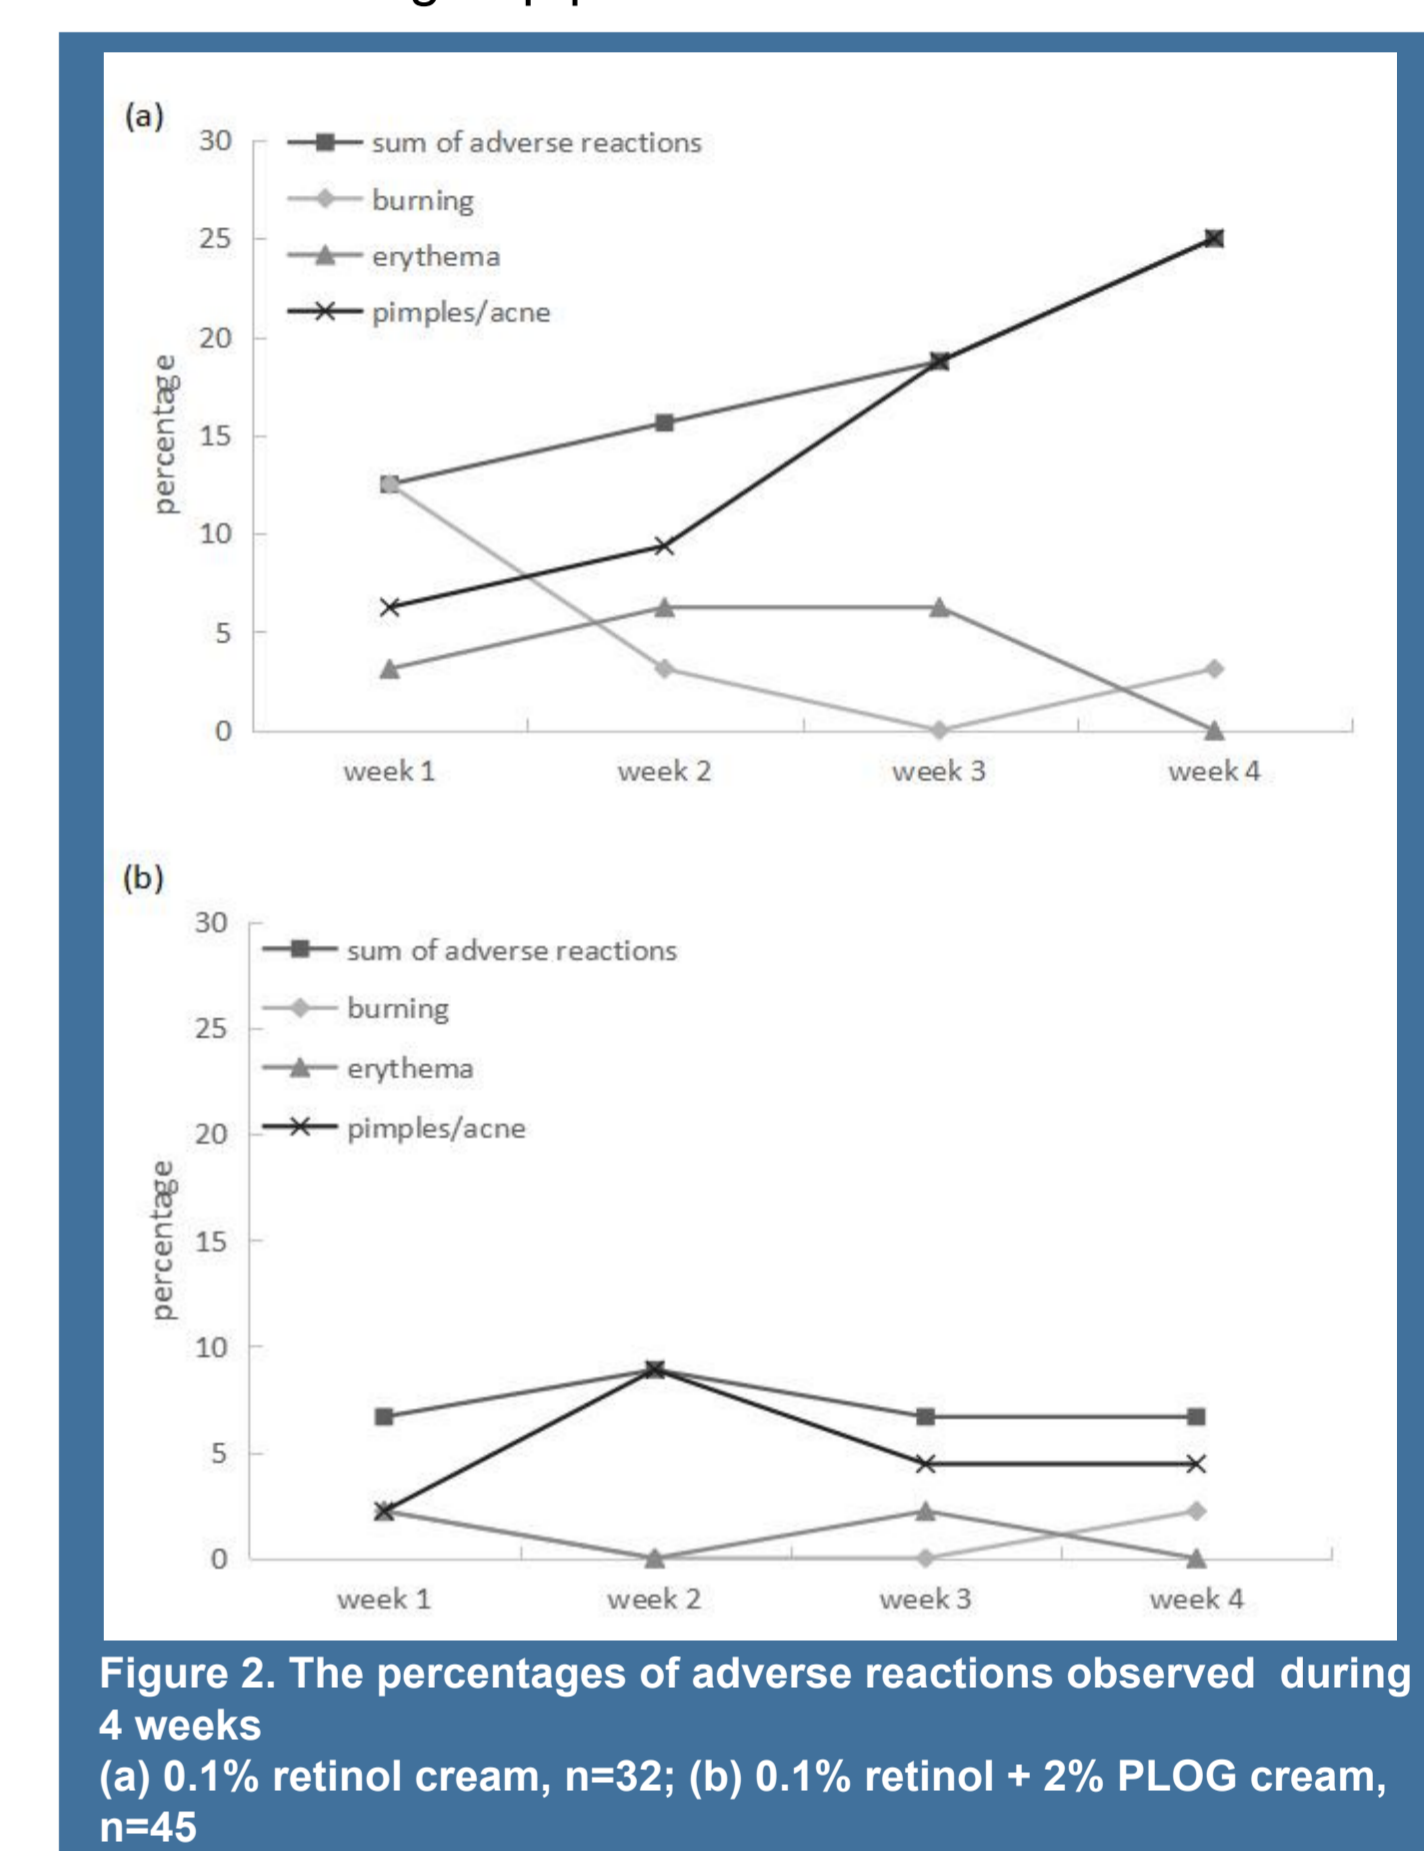 (a)
30
25
20
15
10
5
0
percentage
sum of adverse reactions
burning
erythema
pimples/acne
week 1 week 2 week 3 week 4
(b)
30
25
20
15
10
5
0
percentage
sum of adverse reactions
burning
erythema
pimples/acne
week 1 week 2 week 3 week 4
Figure 2. The percentages of adverse reactions observed during
4 weeks
(a) 0.1% retinol cream, n=32; (b) 0.1% retinol + 2% PLOG cream,
n=45